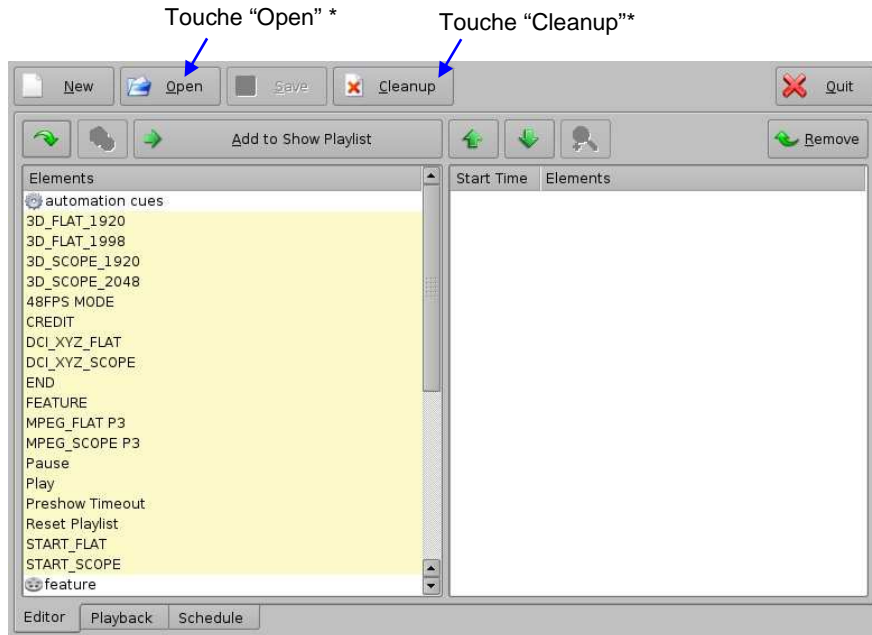 Touche “Open” *
Touche “Cleanup”*
New Open Save Cleanup Quit
Add to Show Playlist Remove
Elements Start Time Elements
automation cues
3D_FLAT_1920
3D_FLAT_1998
3D_SCOPE_1920
3D_SCOPE_2048
48FPS MODE
CREDIT
DCI_XYZ_FLAT
DCI_XYZ_SCOPE
END
FEATURE
MPEG_FLAT P3
MPEG_SCOPE P3
Pause
Play
Preshow Timeout
Reset Playlist
START_FLAT
START_SCOPE
feature
Editor Playback Schedule